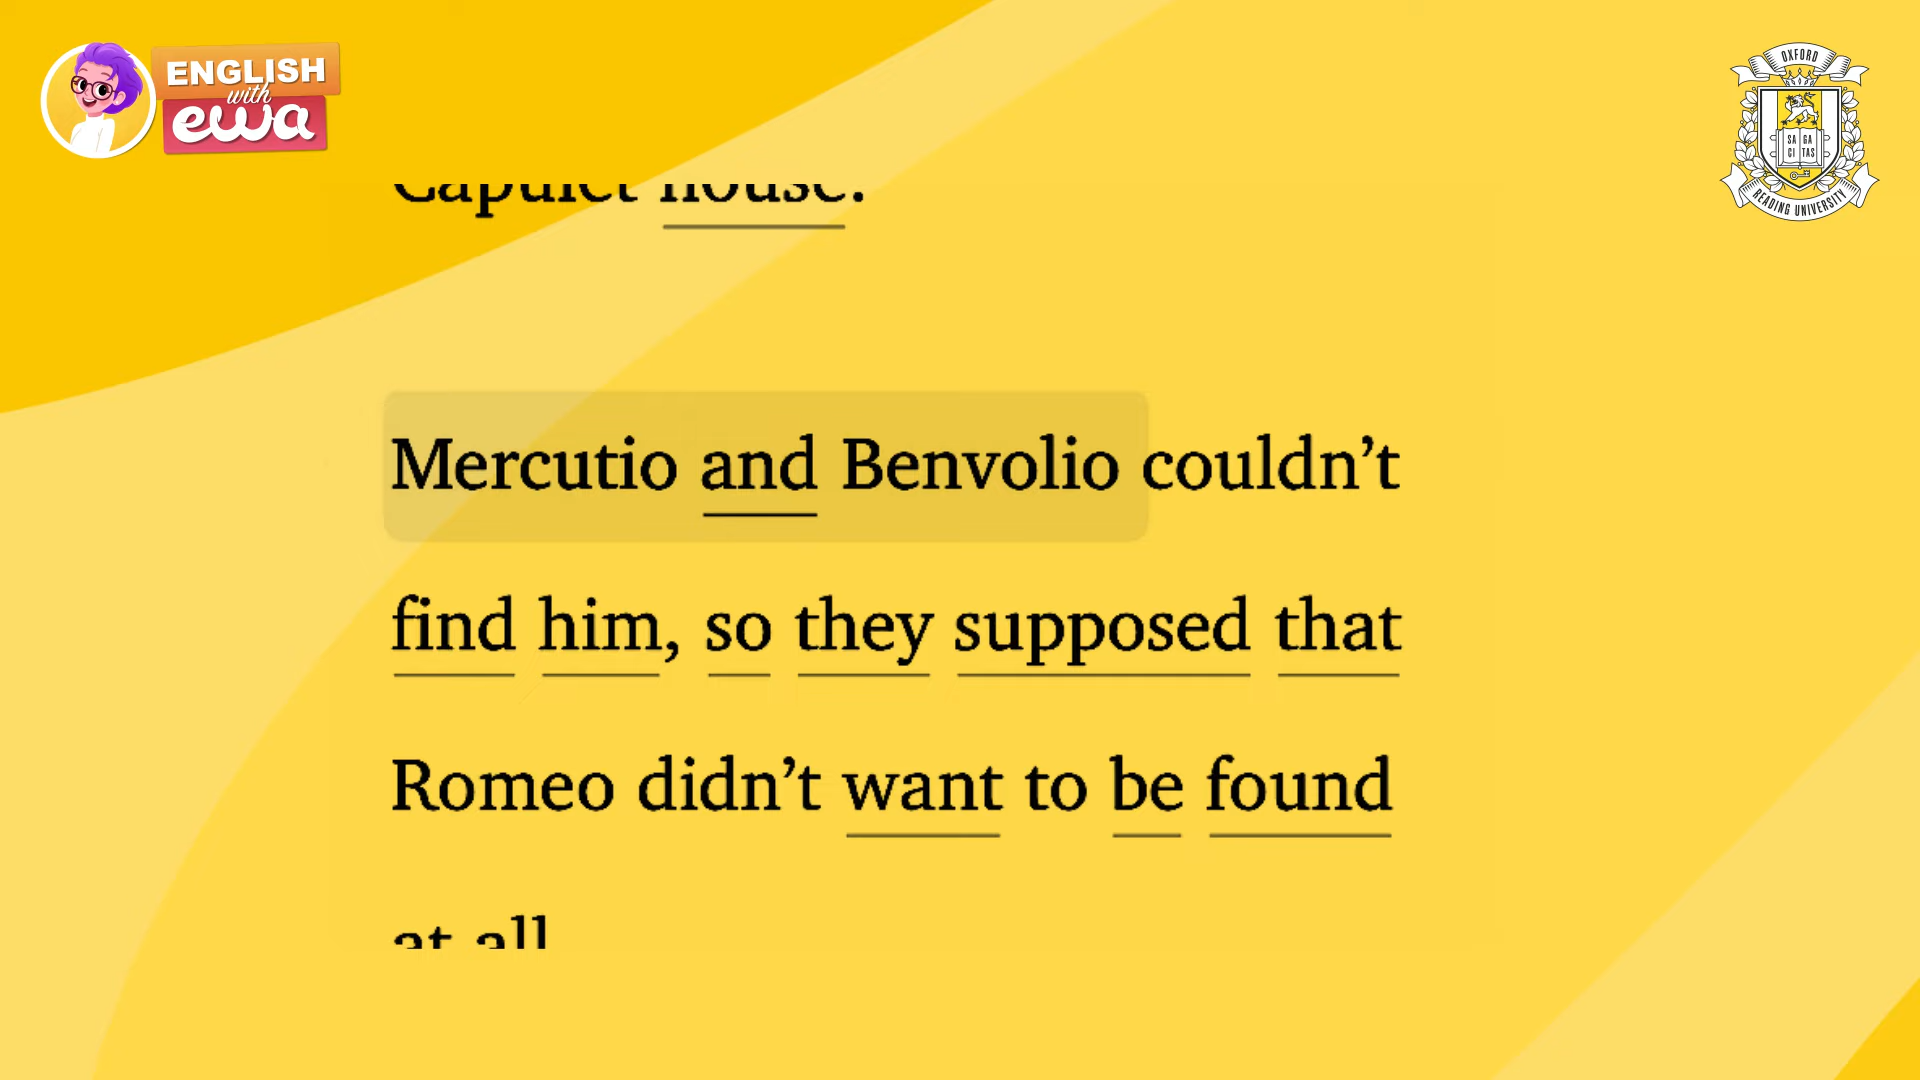 ENGLISH
with
ewa
OXFORD
SA GA
CI TAS
READING UNIVERSITY
Capulet house.
Mercutio and Benvolio couldn’t
find him, so they supposed that
Romeo didn’t want to be found
at all